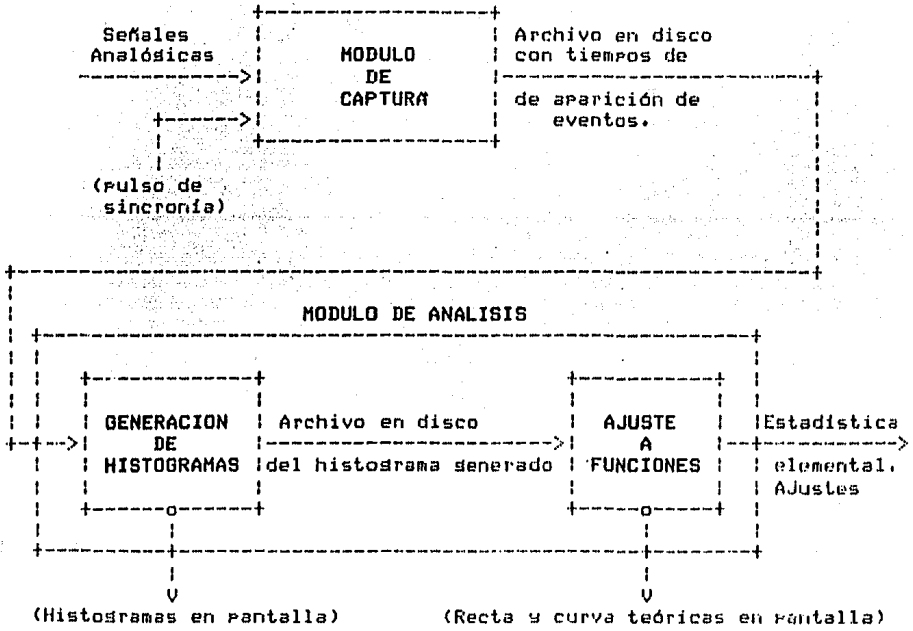 Señales
Analógicas
MODULO
DE
CAPTURA
Archivo en disco
con tiempos de
de aparición de
eventos.
(pulso de
sincronía)
MODULO DE ANALISIS
GENERACION
DE
HISTOGRAMAS
Archivo en disco
del histograma generado
AJUSTE
A
FUNCIONES
Estadística
elemental.
Ajustes
(Histogramas en pantalla)
(Recta y curva teóricas en pantalla)